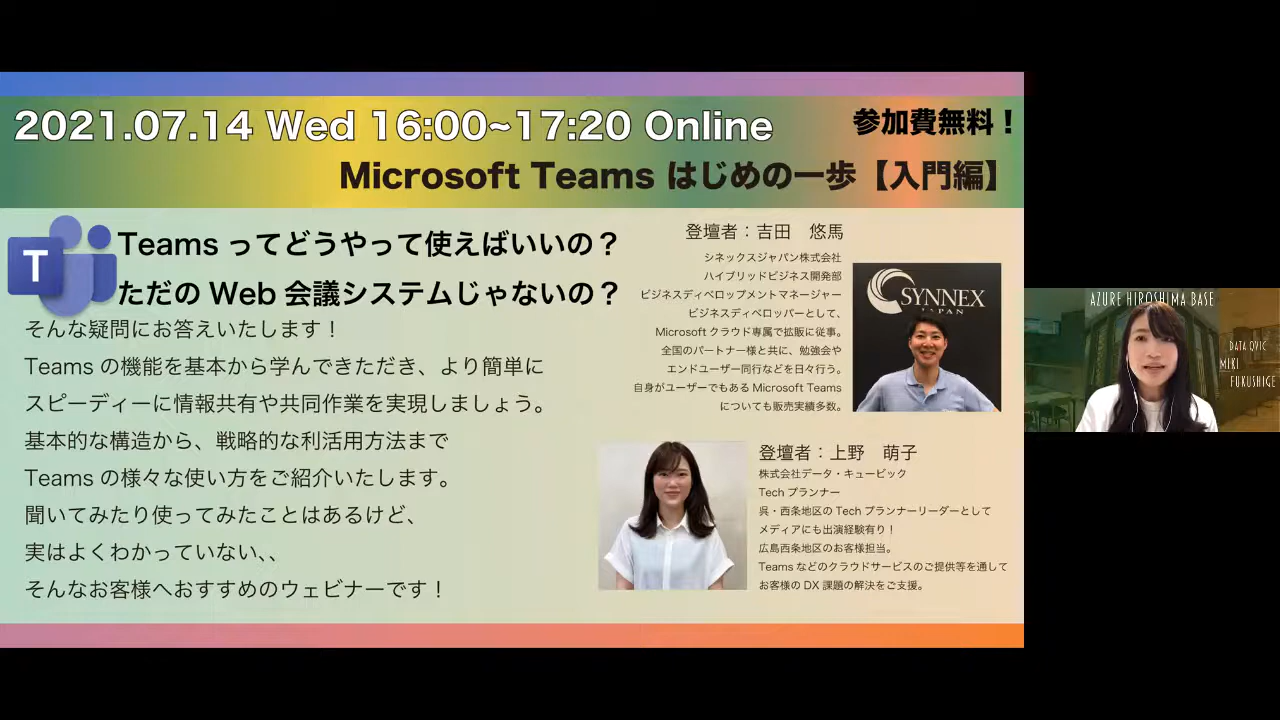 2021.07.14 Wed 16:00~17:20 Online
参加費無料！
Microsoft Teams はじめの一歩【入門編】
T
Teams ってどうやって使えばいいの？
ただの Web 会議システムじゃないの？
そんな疑問にお答えいたします！
Teams の機能を基本から学んできただき、より簡単に
スピーディーに情報共有や共同作業を実現しましょう。
基本的な構造から、戦略的な利活用方法まで
Teams の様々な使い方をご紹介いたします。
聞いてみたり使ってみたことはあるけど、
実はよくわかっていない、、
そんなお客様へおすすめのウェビナーです！
登壇者：吉田　悠馬
シネックスジャパン株式会社
ハイブリッドビジネス開発部
ビジネスディベロップメントマネージャー
ビジネスディベロッパーとして、
Microsoft クラウド専属で拡販に従事。
全国のパートナー様と共に、勉強会や
エンドユーザー同行などを日々行う。
自身がユーザーでもある Microsoft Teams
についても販売実績多数。
SYNNEX
JAPAN
登壇者：上野　萌子
株式会社データ・キュービック
Tech プランナー
呉・西条地区の Tech プランナーリーダーとして
メディアにも出演経験有り！
広島西条地区のお客様担当。
Teamsなどのクラウドサービスのご提供等を通して
お客様の DX 課題の解決をご支援。
AZURE HIROSHIMA BASE
DATA QVIC
MIKI
FUKUSHIGE